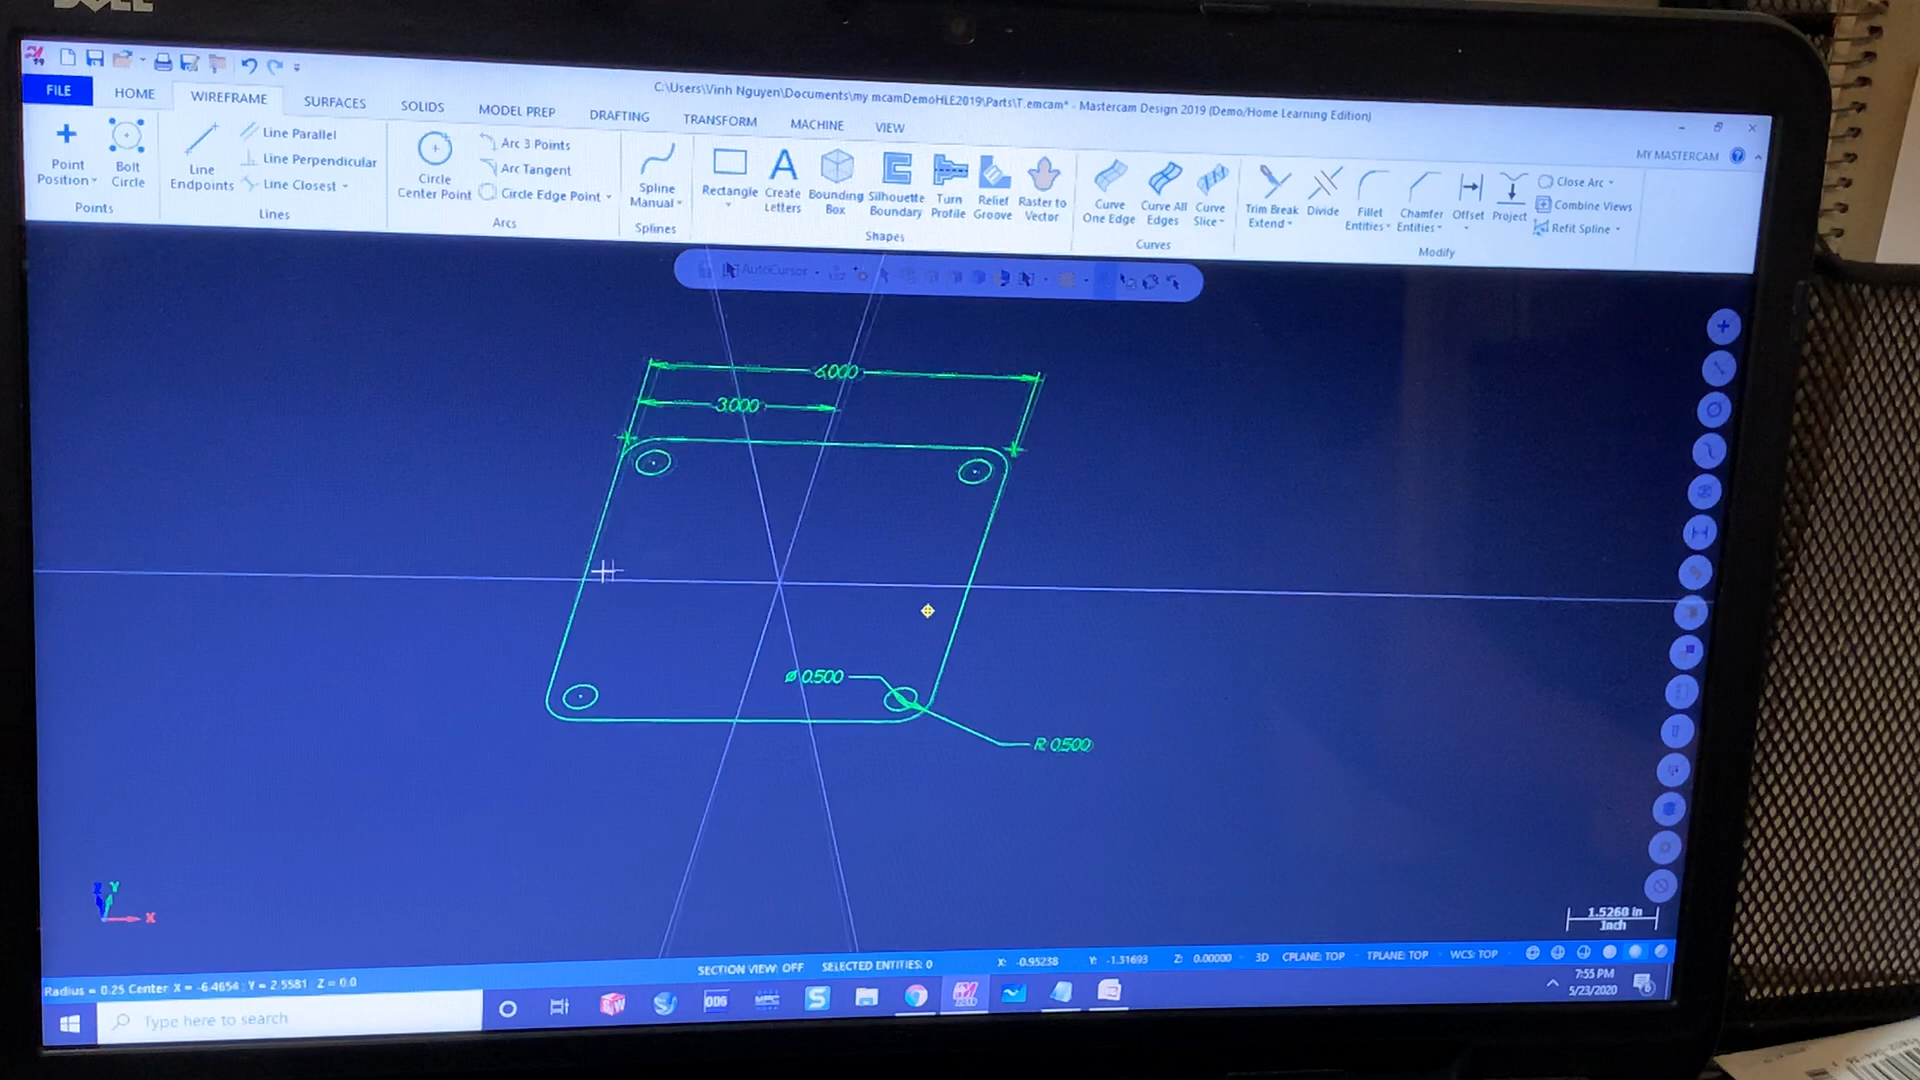 DELL
C:\Users\Vinh Nguyen\Documents\my mcamDemoHLE2019\Parts\T.emcam* - Mastercam Design 2019 (Demo/Home Learning Edition)
FILE HOME WIREFRAME SURFACES SOLIDS MODEL PREP DRAFTING TRANSFORM MACHINE VIEW
MY MASTERCAM
Point Position
Bolt Circle
Points
Line Endpoints
Line Parallel
Line Perpendicular
Line Closest
Lines
Circle Center Point
Arc 3 Points
Arc Tangent
Circle Edge Point
Arcs
Spline Manual
Splines
Rectangle
Create Letters
Bounding Box
Silhouette Boundary
Turn Profile
Relief Groove
Raster to Vector
Shapes
Curve One Edge
Curve All Edges
Curve Slice
Curves
Trim Break Extend
Divide
Fillet Entities
Chamfer Entities
Offset
Project
Close Arc
Combine Views
Refit Spline
Modify
AutoCursor
6.000
3.000
Ø 0.500
R 0.500
Z Y
X
1.5260 in
Inch
SECTION VIEW: OFF SELECTED ENTITIES: 0 X: -0.95238 Y: -1.31693 Z: 0.00000 3D CPLANE: TOP TPLANE: TOP WCS: TOP
Radius = 0.25 Center X = -6.4654; Y = 2.5581 Z = 0.0
Type here to search
7:55 PM
5/23/2020